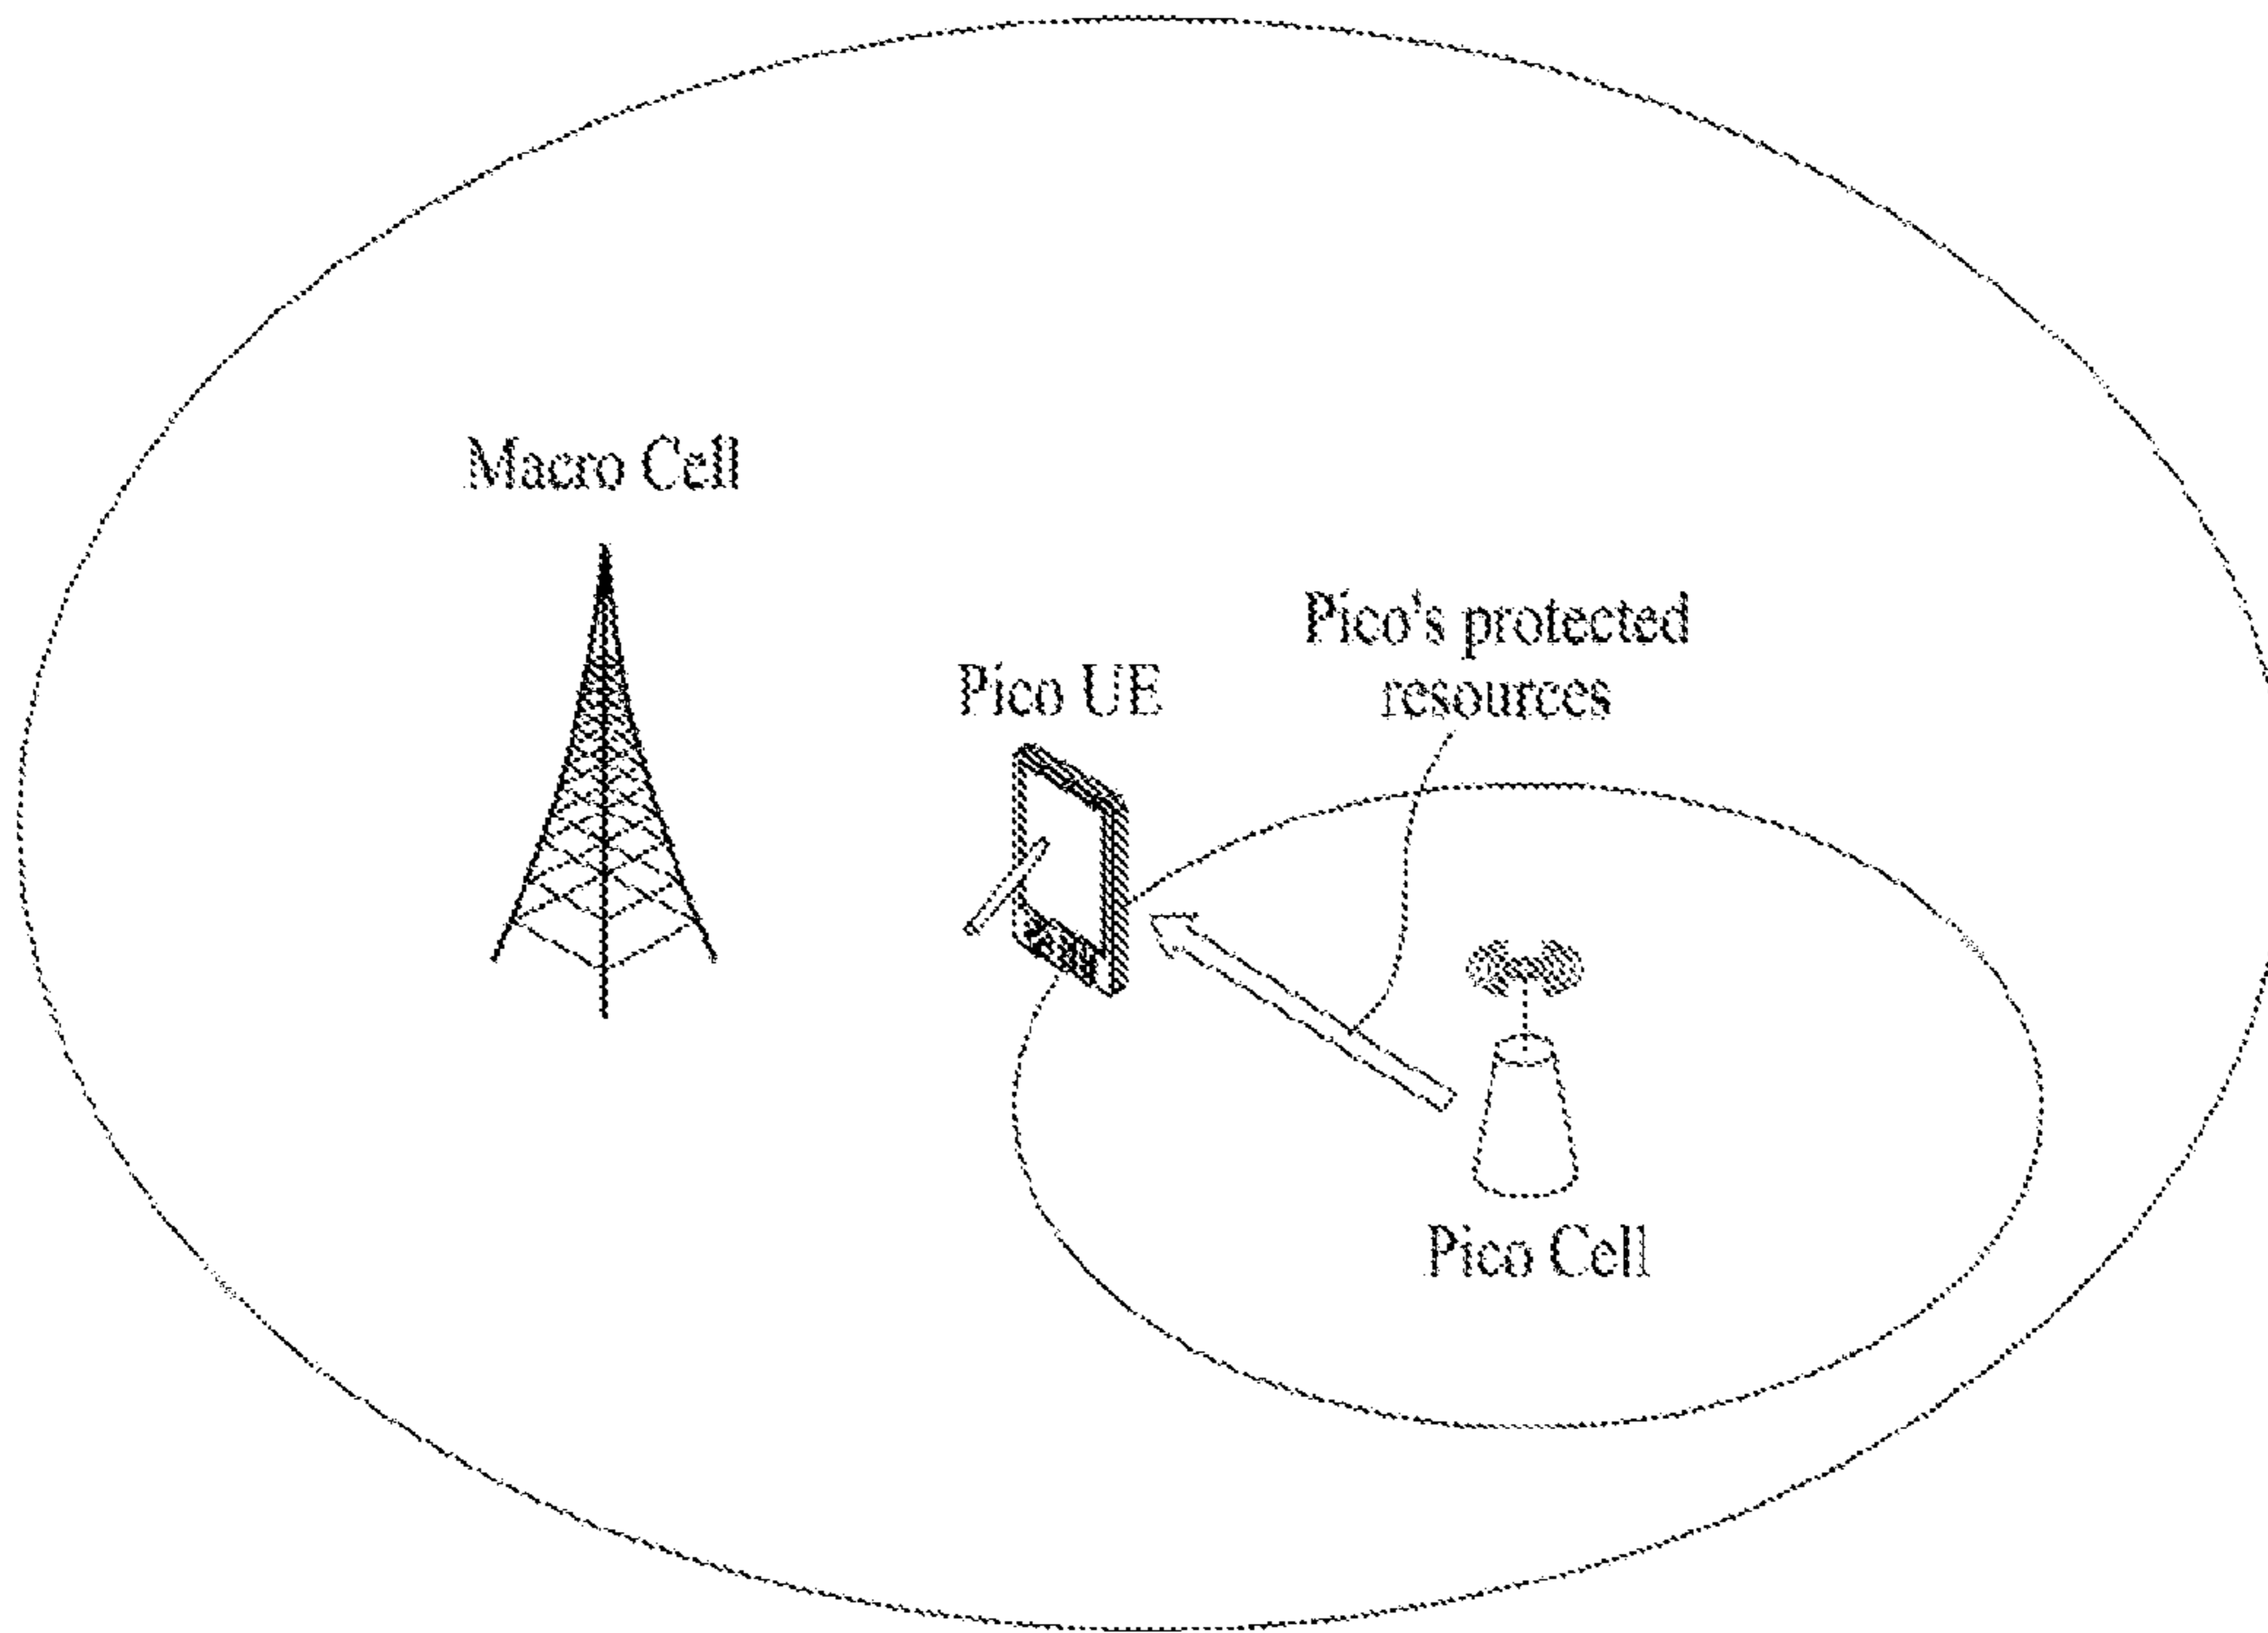 Macro Cell
Pico UE
Pico's protected
resources
Pico Cell